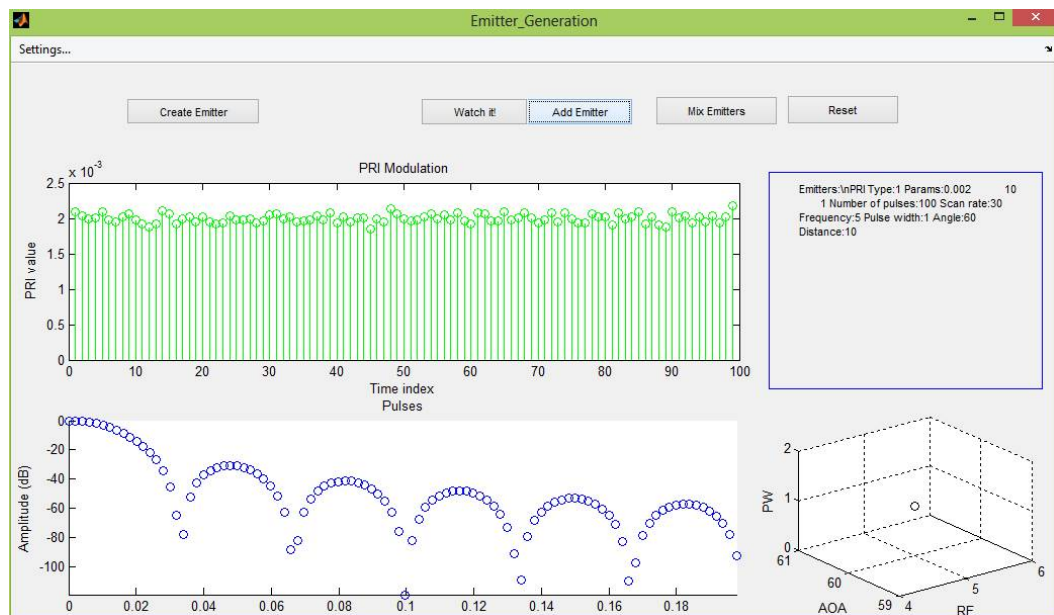 Emitter_Generation
Settings...
Create Emitter
Watch it!
Add Emitter
Mix Emitters
Reset
x 10⁻³
PRI Modulation
2.5
2
1.5
1
0.5
0
PRI value
0 10 20 30 40 50 60 70 80 90 100
Time index
Emitters:\nPRI Type:1 Params:0.002 10
1 Number of pulses:100 Scan rate:30
Frequency:5 Pulse width:1 Angle:60
Distance:10
Pulses
0
-20
-40
-60
-80
-100
Amplitude (dB)
0 0.02 0.04 0.06 0.08 0.1 0.12 0.14 0.16 0.18
2
1
0
PW
61
60
59
AOA
4
5
6
RF